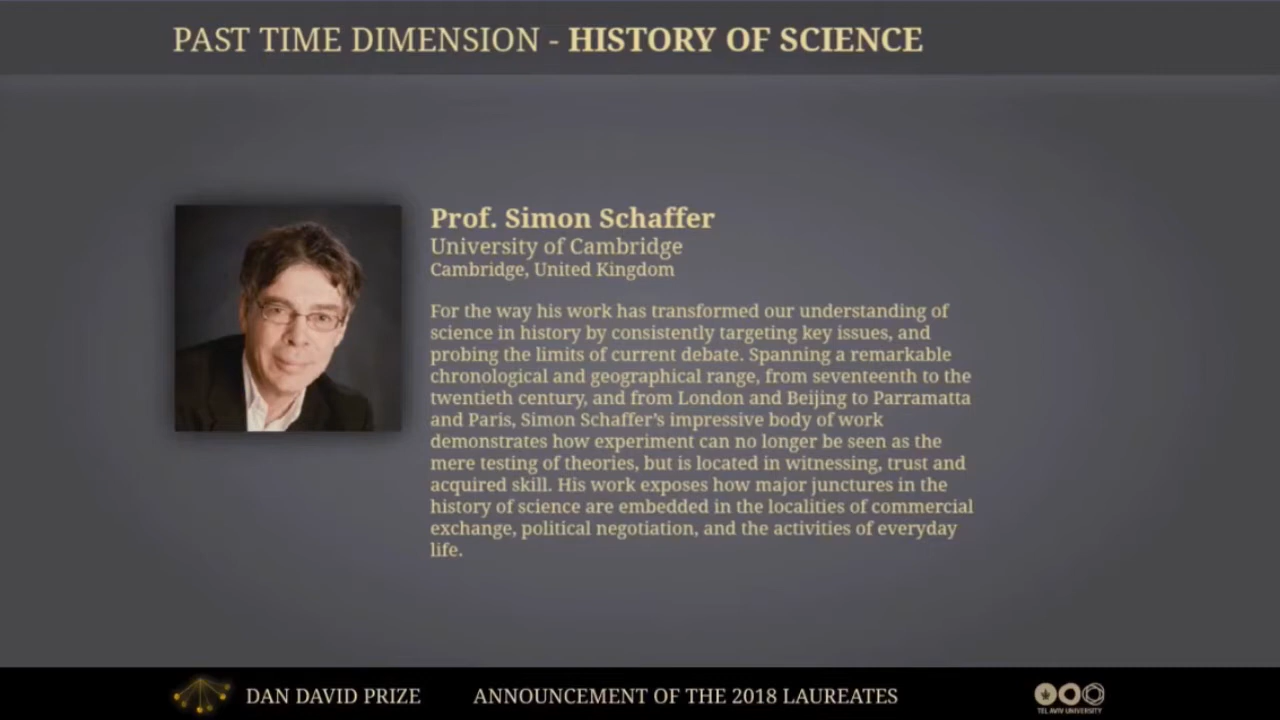 PAST TIME DIMENSION - HISTORY OF SCIENCE
Prof. Simon Schaffer
University of Cambridge
Cambridge, United Kingdom
For the way his work has transformed our understanding of
science in history by consistently targeting key issues, and
probing the limits of current debate. Spanning a remarkable
chronological and geographical range, from seventeenth to the
twentieth century, and from London and Beijing to Parramatta
and Paris, Simon Schaffer’s impressive body of work
demonstrates how experiment can no longer be seen as the
mere testing of theories, but is located in witnessing, trust and
acquired skill. His work exposes how major junctures in the
history of science are embedded in the localities of commercial
exchange, political negotiation, and the activities of everyday
life.
DAN DAVID PRIZE ANNOUNCEMENT OF THE 2018 LAUREATES
TEL AVIV UNIVERSITY